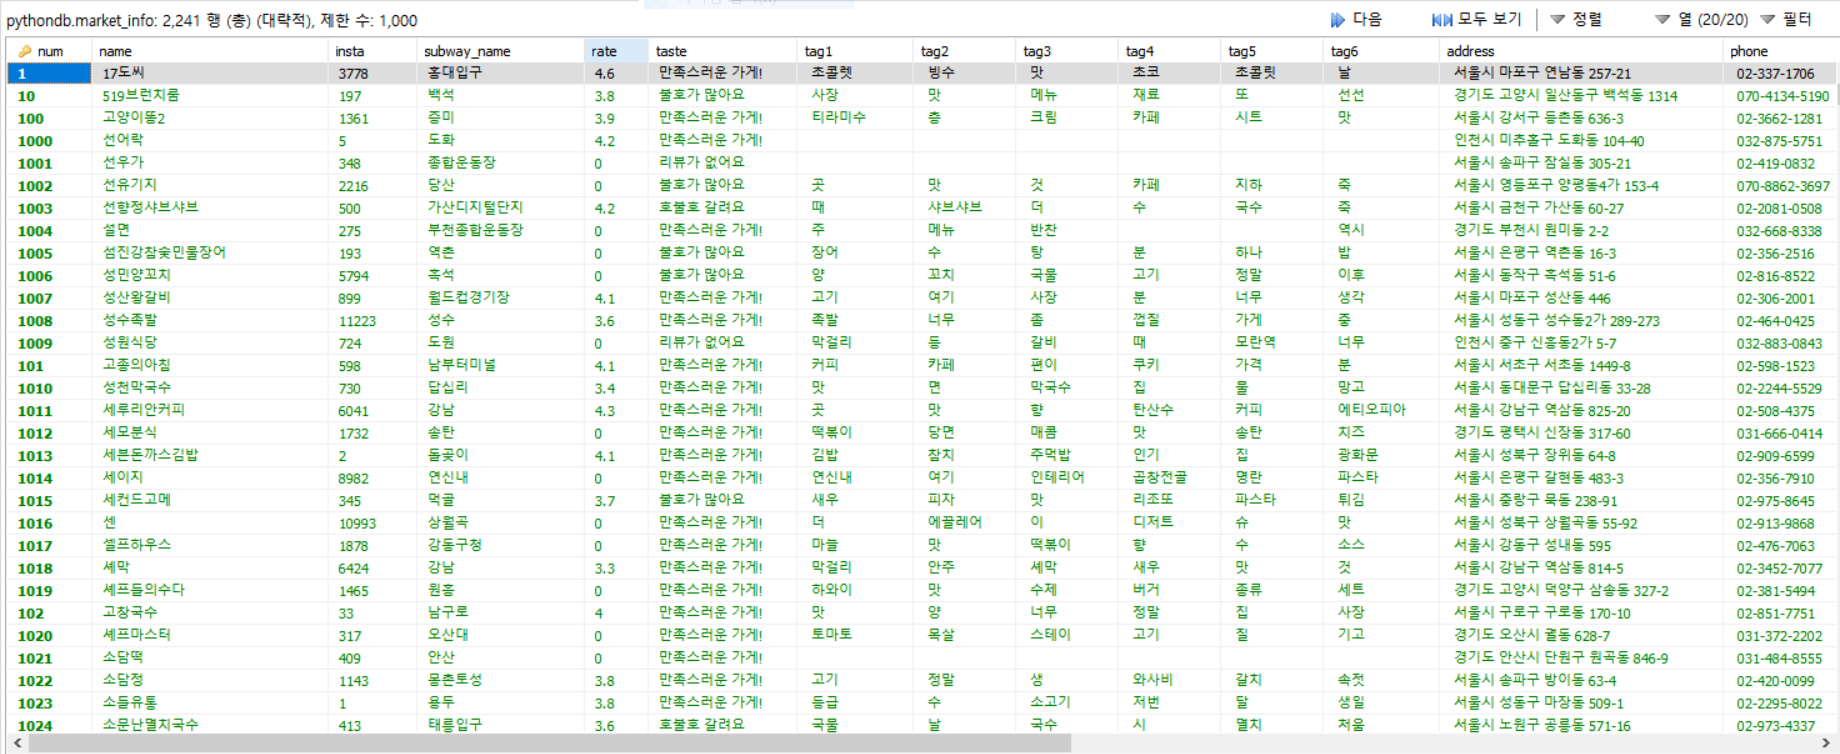 pythondb.market_info: 2,241 행 (총) (대략적), 제한 수: 1,000 다음 모두 보기 정렬 열 (20/20) 필터
num name insta subway_name rate taste tag1 tag2 tag3 tag4 tag5 tag6 address phone
1 17도씨 3778 홍대입구 4.6 만족스러운 가게! 초콜렛 빙수 맛 초코 초콜릿 날 서울시 마포구 연남동 257-21 02-337-1706
10 519브런치룸 197 백석 3.8 불호가 많아요 사장 맛 메뉴 재료 또 선선 경기도 고양시 일산동구 백석동 1314 070-4134-5190
100 고양이똥2 1361 증미 3.9 만족스러운 가게! 티라미수 층 크림 카페 시트 맛 서울시 강서구 등촌동 636-3 02-3662-1281
1000 선어락 5 도화 4.2 만족스러운 가게! 인천시 미추홀구 도화동 104-40 032-875-5751
1001 선우가 348 종합운동장 0 리뷰가 없어요 서울시 송파구 잠실동 305-21 02-419-0832
1002 선유기지 2216 당산 0 불호가 많아요 곳 맛 것 카페 지하 죽 서울시 영등포구 양평동4가 153-4 070-8862-3697
1003 선향정샤브샤브 500 가산디지털단지 4.2 호불호 갈려요 때 샤브샤브 더 수 국수 죽 서울시 금천구 가산동 60-27 02-2081-0508
1004 설면 275 부천종합운동장 0 만족스러운 가게! 주 메뉴 반찬 역시 경기도 부천시 원미동 2-2 032-668-8338
1005 섬진강참숯민물장어 193 역촌 0 불호가 많아요 장어 수 탕 분 하나 밥 서울시 은평구 역촌동 16-3 02-356-2516
1006 성민양꼬치 5794 흑석 0 불호가 많아요 양 꼬치 국물 고기 정말 이후 서울시 동작구 흑석동 51-6 02-816-8522
1007 성산왕갈비 899 월드컵경기장 4.1 만족스러운 가게! 고기 여기 사장 분 너무 생각 서울시 마포구 성산동 446 02-306-2001
1008 성수족발 11223 성수 3.6 만족스러운 가게! 족발 너무 좀 껍질 가게 중 서울시 성동구 성수동2가 289-273 02-464-0425
1009 성원식당 724 도원 0 리뷰가 없어요 막걸리 등 갈비 때 모란역 너무 인천시 중구 신흥동2가 5-7 032-883-0843
101 고종의아침 598 남부터미널 4.1 만족스러운 가게! 커피 카페 편이 쿠키 가격 분 서울시 서초구 서초동 1449-8 02-598-1523
1010 성천막국수 730 답십리 3.4 만족스러운 가게! 맛 면 막국수 집 물 망고 서울시 동대문구 답십리동 33-28 02-2244-5529
1011 세루리안커피 6041 강남 4.3 만족스러운 가게! 곳 맛 향 탄산수 커피 에티오피아 서울시 강남구 역삼동 825-20 02-508-4375
1012 세모분식 1732 송탄 0 만족스러운 가게! 떡볶이 당면 매콤 맛 송탄 치즈 경기도 평택시 신장동 317-60 031-666-0414
1013 세븐돈까스김밥 2 돌곶이 4.1 만족스러운 가게! 김밥 참치 주먹밥 인기 집 광화문 서울시 성북구 장위동 64-8 02-909-6599
1014 세이지 8982 연신내 0 만족스러운 가게! 연신내 여기 인테리어 곱창전골 명란 파스타 서울시 은평구 갈현동 483-3 02-356-7910
1015 세컨드고메 345 먹골 3.7 불호가 많아요 새우 피자 맛 리조또 파스타 튀김 서울시 중랑구 묵동 238-91 02-975-8645
1016 센 10993 상월곡 0 만족스러운 가게! 더 에끌레어 이 디저트 슈 맛 서울시 성북구 상월곡동 55-92 02-913-9868
1017 셀프하우스 1878 강동구청 0 만족스러운 가게! 마늘 맛 떡볶이 향 수 소스 서울시 강동구 성내동 595 02-476-7063
1018 셰막 6424 강남 3.3 만족스러운 가게! 막걸리 안주 셰막 새우 맛 것 서울시 강남구 역삼동 814-5 02-3452-7077
1019 셰프들의수다 1465 원흥 0 만족스러운 가게! 하와이 맛 수제 버거 종류 세트 경기도 고양시 덕양구 삼송동 327-2 02-381-5494
102 고창국수 33 남구로 4 만족스러운 가게! 맛 양 너무 정말 집 사장 서울시 구로구 구로동 170-10 02-851-7751
1020 셰프마스터 317 오산대 0 만족스러운 가게! 토마토 목살 스테이 고기 질 기고 경기도 오산시 궐동 628-7 031-372-2202
1021 소담떡 409 안산 0 만족스러운 가게! 경기도 안산시 단원구 원곡동 846-9 031-484-8555
1022 소담정 1143 몽촌토성 3.8 만족스러운 가게! 고기 정말 생 와사비 갈치 속젓 서울시 송파구 방이동 63-4 02-420-0099
1023 소들유통 1 용두 3.8 만족스러운 가게! 등급 수 소고기 저번 달 생일 서울시 성동구 마장동 509-1 02-2295-8022
1024 소문난멸치국수 413 태릉입구 3.6 호불호 갈려요 국물 날 국수 시 멸치 처움 서울시 노원구 공릉동 571-16 02-973-4337